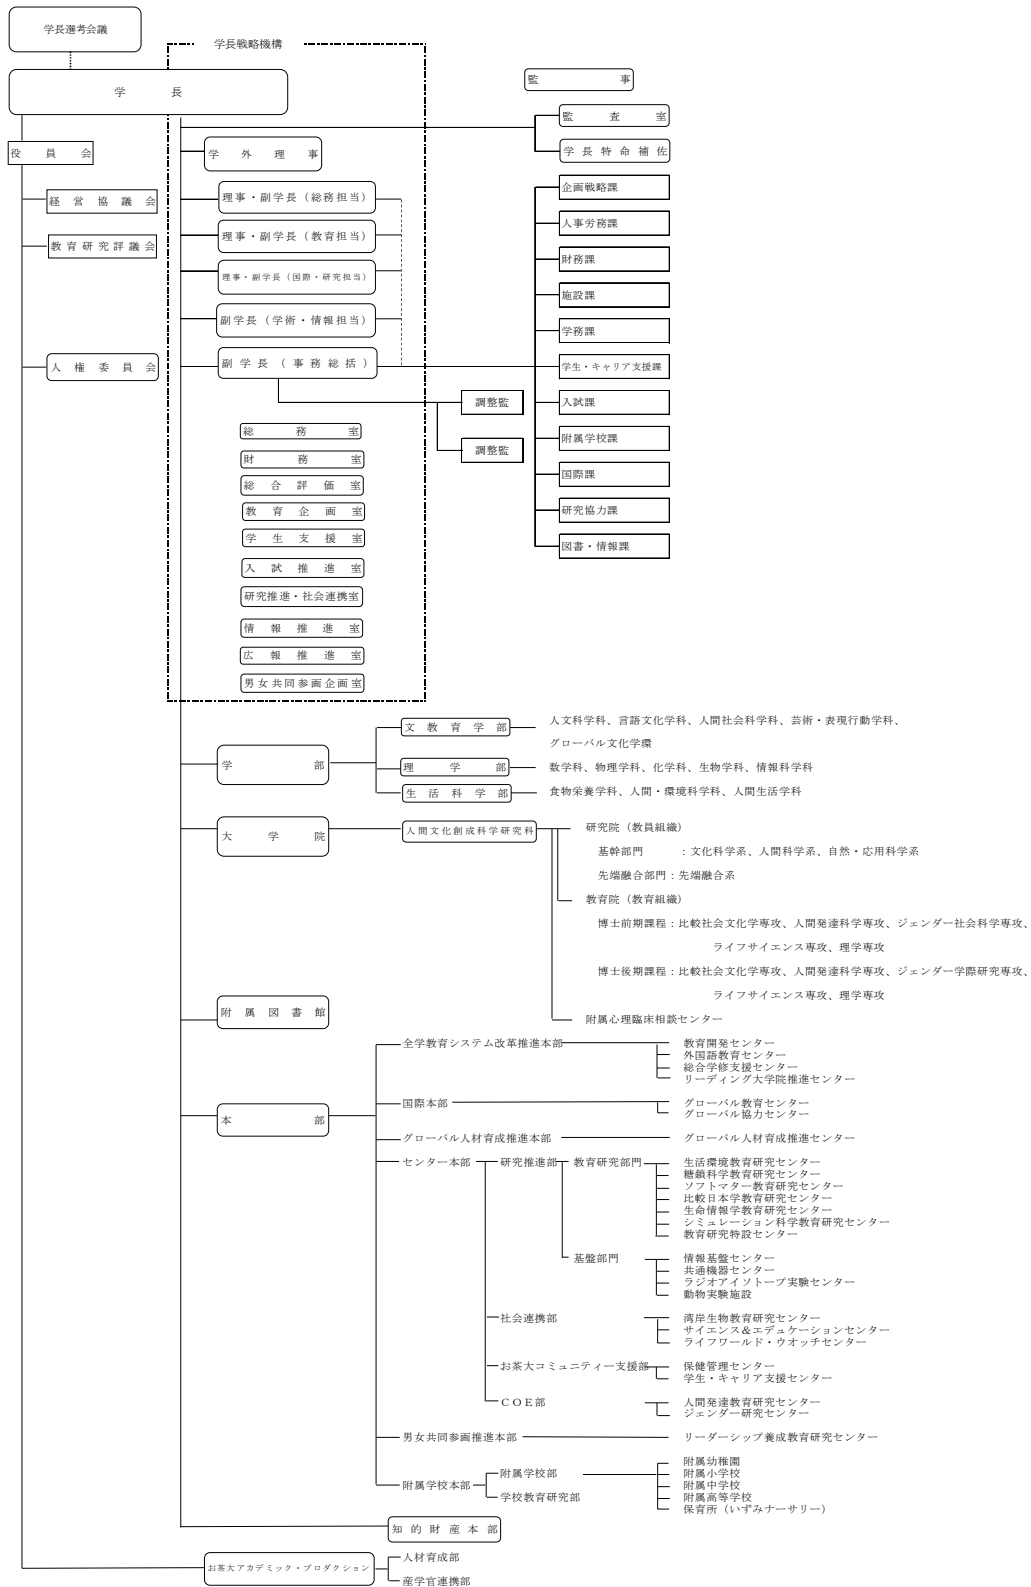 学長選考会議
学長戦略機構
学長
監事
監査室
学長特命補佐
役員会
学外理事
経営協議会
教育研究評議会
人権委員会
理事・副学長（総務担当）
理事・副学長（教育担当）
理事・副学長（国際・研究担当）
副学長（学術・情報担当）
副学長（事務総括）
調整監
調整監
企画戦略課
人事労務課
財務課
施設課
学務課
学生・キャリア支援課
入試課
附属学校課
国際課
研究協力課
図書・情報課
総務室
財務室
総合評価室
教育企画室
学生支援室
入試推進室
研究推進・社会連携室
情報推進室
広報推進室
男女共同参画企画室
学部
文教育学部
人文科学科、言語文化学科、人間社会科学科、芸術・表現行動学科、
グローバル文化学環
理学部
数学科、物理学科、化学科、生物学科、情報科学科
生活科学部
食物栄養学科、人間・環境科学科、人間生活学科
大学院
人間文化創成科学研究科
研究院（教員組織）
基幹部門：文化科学系、人間科学系、自然・応用科学系
先端融合部門：先端融合系
教育院（教育組織）
博士前期課程：比較社会文化学専攻、人間発達科学専攻、ジェンダー社会科学専攻、
ライフサイエンス専攻、理学専攻
博士後期課程：比較社会文化学専攻、人間発達科学専攻、ジェンダー学際研究専攻、
ライフサイエンス専攻、理学専攻
附属心理臨床相談センター
附属図書館
本部
全学教育システム改革推進本部
教育開発センター
外国語教育センター
総合学修支援センター
リーディング大学院推進センター
国際本部
グローバル教育センター
グローバル協力センター
グローバル人材育成推進本部
グローバル人材育成推進センター
センター本部
研究推進部
教育研究部門
生活環境教育研究センター
糖鎖科学教育研究センター
ソフトマター教育研究センター
比較日本学教育研究センター
生命情報学教育研究センター
シミュレーション科学教育研究センター
教育研究特設センター
基盤部門
情報基盤センター
共通機器センター
ラジオアイソトープ実験センター
動物実験施設
社会連携部
湾岸生物教育研究センター
サイエンス＆エデュケーションセンター
ライフワールド・ウオッチセンター
お茶大コミュニティー支援部
保健管理センター
学生・キャリア支援センター
ＣＯＥ部
人間発達教育研究センター
ジェンダー研究センター
男女共同参画推進本部
リーダーシップ養成教育研究センター
附属学校本部
附属学校部
附属幼稚園
附属小学校
附属中学校
附属高等学校
保育所（いずみナーサリー）
学校教育研究部
知的財産本部
お茶大アカデミック・プロダクション
人材育成部
産学官連携部